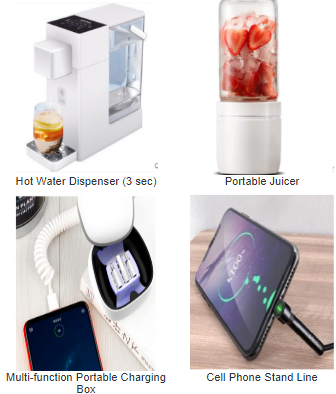 Hot Water Dispenser (3 sec)
Portable Juicer
Multi-function Portable Charging
Box
Cell Phone Stand Line